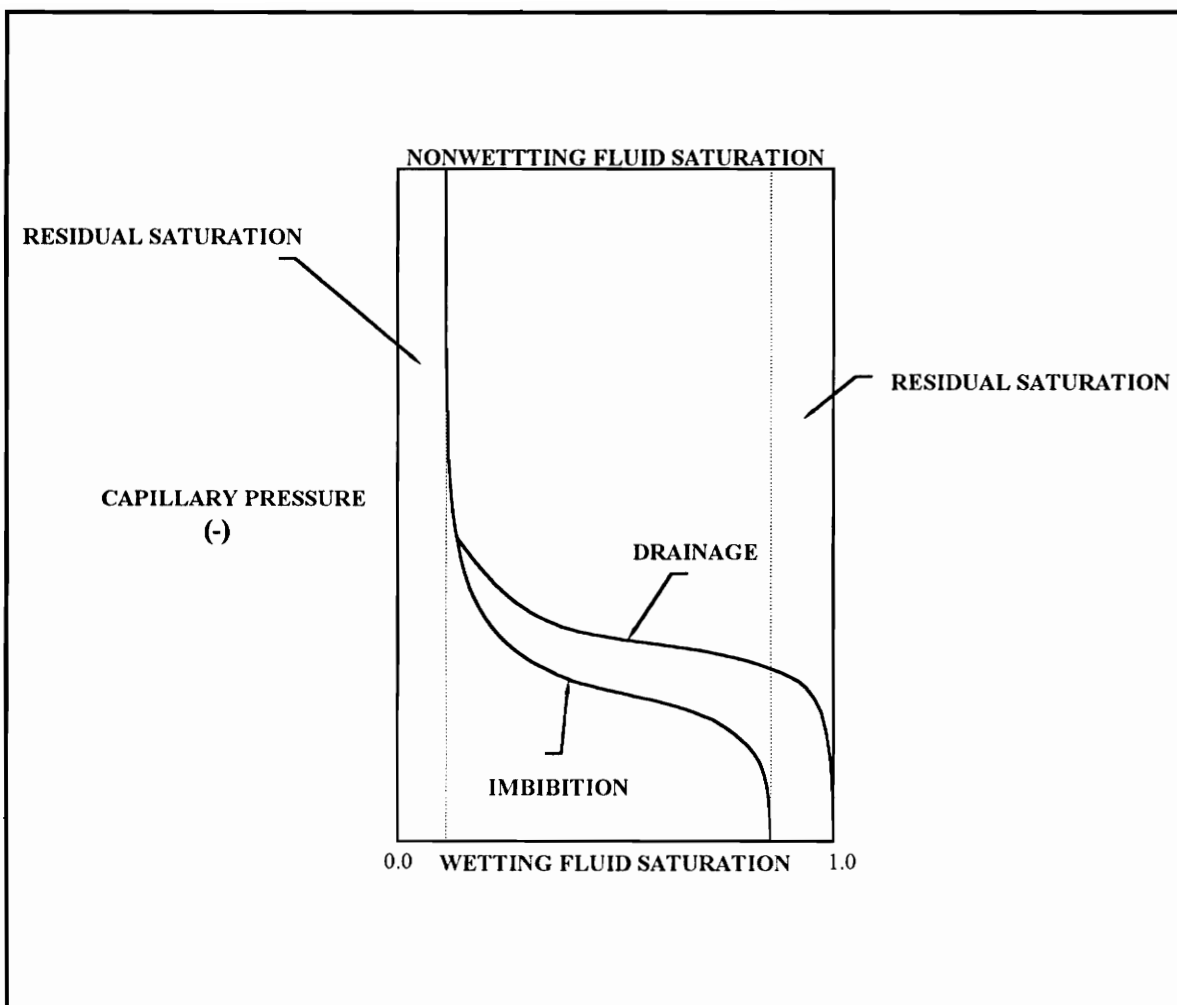 NONWETTTING FLUID SATURATION
RESIDUAL SATURATION
RESIDUAL SATURATION
CAPILLARY PRESSURE
(-)
DRAINAGE
IMBIBITION
0.0 WETTING FLUID SATURATION 1.0